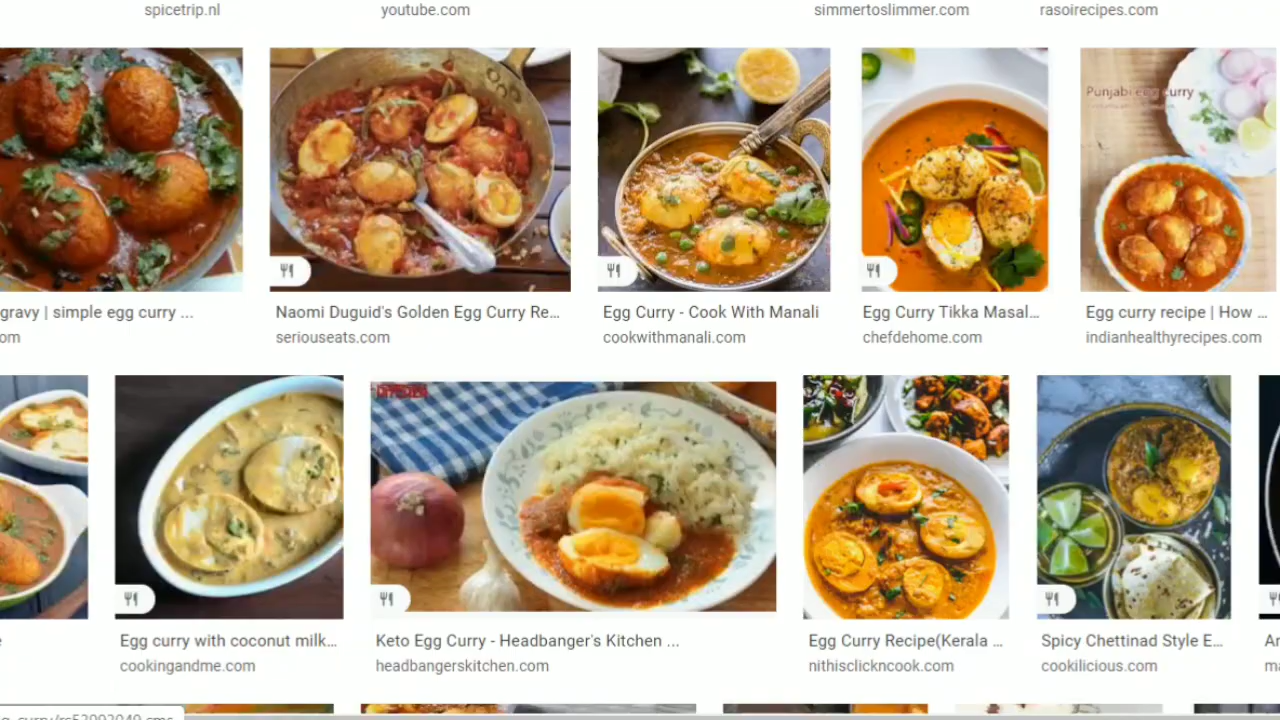 spicetrip.nl
youtube.com
simmertoslimmer.com
rasoirecipes.com
Punjabi egg curry
gravy | simple egg curry ...
om
Naomi Duguid's Golden Egg Curry Re...
seriouseats.com
Egg Curry - Cook With Manali
cookwithmanali.com
Egg Curry Tikka Masal...
chefdehome.com
Egg curry recipe | How ...
indianhealthyrecipes.com
KITCHEN
Egg curry with coconut milk...
cookingandme.com
Keto Egg Curry - Headbanger's Kitchen ...
headbangerskitchen.com
Egg Curry Recipe(Kerala ...
nithisclickncook.com
Spicy Chettinad Style E...
cookilicious.com